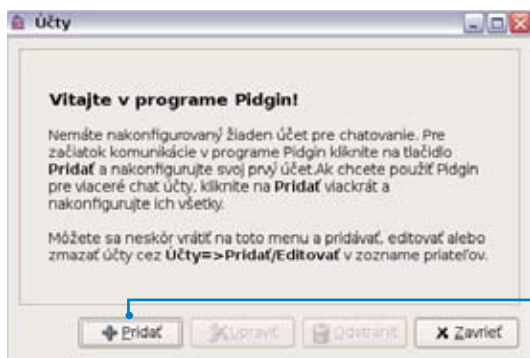 Účty
Vitajte v programe Pidgin!
Nemáte nakonfigurovaný žiaden účet pre chatovanie. Pre
začiatok komunikácie v programe Pidgin kliknite na tlačidlo
Pridať a nakonfigurujte svoj prvý účet.Ak chcete použiť Pidgin
pre viaceré chat účty, kliknite na Pridať viackrát a
nakonfigurujte ich všetky.
Môžete sa neskôr vrátiť na toto menu a pridávať, editovať alebo
zmazať účty cez Účty=>Pridať/Editovať v zozname priateľov.
Pridať Upraviť Odstrániť Zavrieť